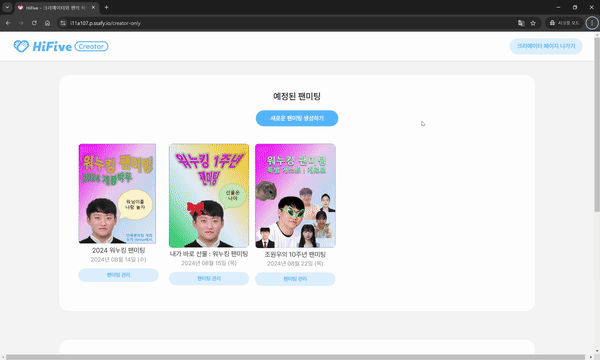 HiFive - 크리에이터와 팬의 자
i11a107.p.ssafy.io/creator-only
시크릿 모드
HiFive Creator
크리에이터 페이지 나가기
예정된 팬미팅
새로운 팬미팅 생성하기
워누킹 팬미팅
2024
워누킹 1주년
팬미팅
선물은
나야
워누킹 팬미팅
2024 워누킹 팬미팅
2024년 08월 14일 (수)
팬미팅 관리
내가 바로 선물 : 워누킹 팬미팅
2024년 08월 15일 (목)
팬미팅 관리
조원우의 10주년 팬미팅
2024년 08월 22일 (목)
팬미팅 관리